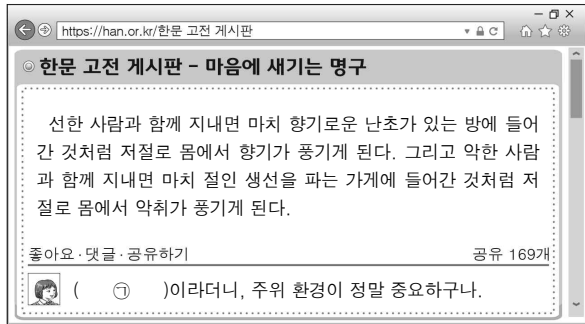 https://han.or.kr/한문 고전 게시판
한문 고전 게시판 - 마음에 새기는 명구
선한 사람과 함께 지내면 마치 향기로운 난초가 있는 방에 들어
간 것처럼 저절로 몸에서 향기가 풍기게 된다. 그리고 악한 사람
과 함께 지내면 마치 절인 생선을 파는 가게에 들어간 것처럼 저
절로 몸에서 악취가 풍기게 된다.
좋아요·댓글·공유하기 공유 169개
( ㉠ )이라더니, 주위 환경이 정말 중요하구나.